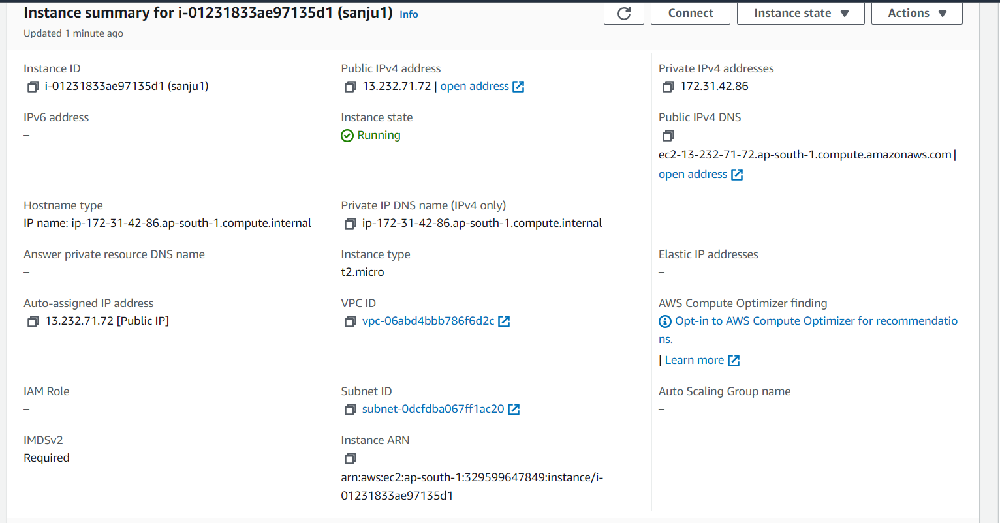 Instance summary for i-01231833ae97135d1 (sanju1) Info
Updated 1 minute ago
Connect
Instance state
Actions
Instance ID
i-01231833ae97135d1 (sanju1)
Public IPv4 address
13.232.71.72 | open address
Private IPv4 addresses
172.31.42.86
IPv6 address
–
Instance state
Running
Public IPv4 DNS
ec2-13-232-71-72.ap-south-1.compute.amazonaws.com |
open address
Hostname type
IP name: ip-172-31-42-86.ap-south-1.compute.internal
Private IP DNS name (IPv4 only)
ip-172-31-42-86.ap-south-1.compute.internal
Answer private resource DNS name
–
Instance type
t2.micro
Elastic IP addresses
–
Auto-assigned IP address
13.232.71.72 [Public IP]
VPC ID
vpc-06abd4bbb786f6d2c
AWS Compute Optimizer finding
Opt-in to AWS Compute Optimizer for recommendatio
ns.
| Learn more
IAM Role
–
Subnet ID
subnet-0dcfdba067ff1ac20
Auto Scaling Group name
–
IMDSv2
Required
Instance ARN
arn:aws:ec2:ap-south-1:329599647849:instance/i-
01231833ae97135d1